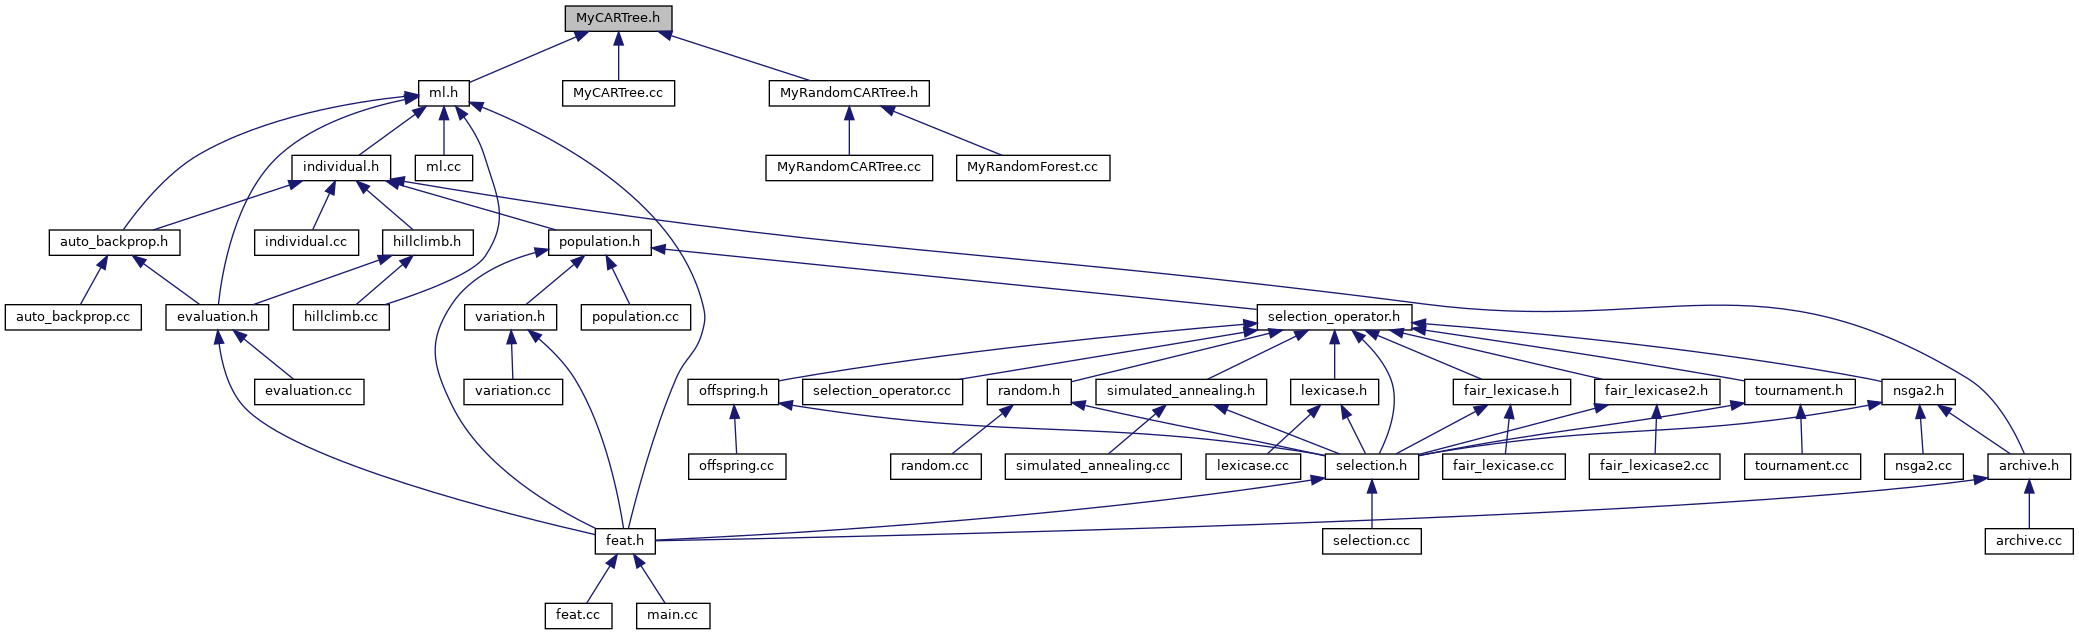 MyCARTree.h
ml.h
MyCARTree.cc
MyRandomCARTree.h
individual.h
ml.cc
MyRandomCARTree.cc
MyRandomForest.cc
auto_backprop.h
individual.cc
hillclimb.h
population.h
auto_backprop.cc
evaluation.h
hillclimb.cc
variation.h
population.cc
selection_operator.h
evaluation.cc
variation.cc
offspring.h
selection_operator.cc
random.h
simulated_annealing.h
lexicase.h
fair_lexicase.h
fair_lexicase2.h
tournament.h
nsga2.h
offspring.cc
random.cc
simulated_annealing.cc
lexicase.cc
selection.h
fair_lexicase.cc
fair_lexicase2.cc
tournament.cc
nsga2.cc
archive.h
feat.h
selection.cc
archive.cc
feat.cc
main.cc